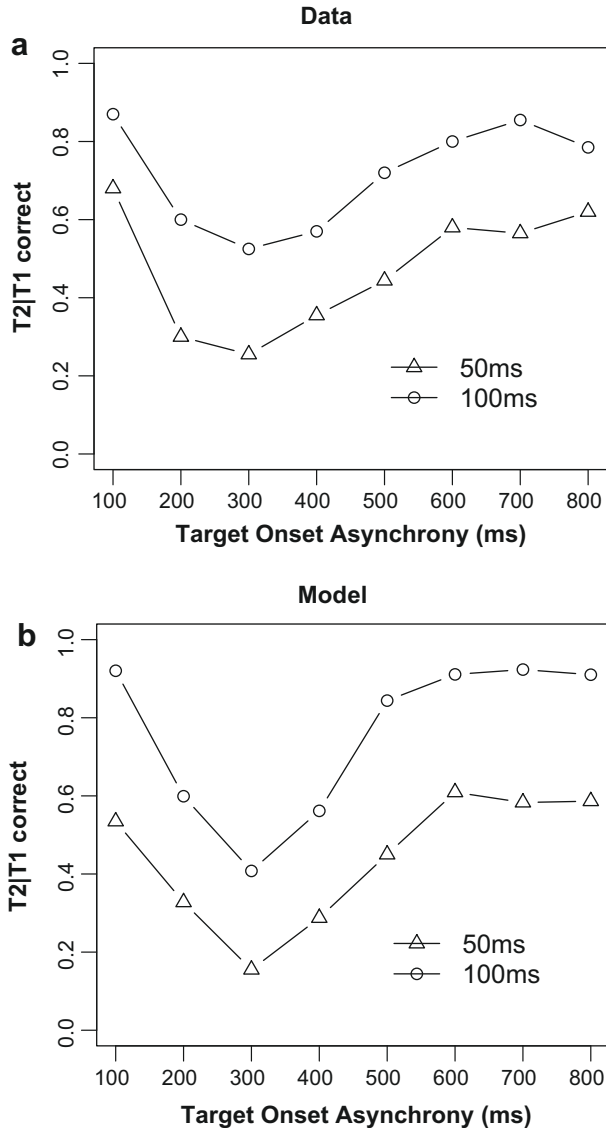 Data
a
1.0
0.8
0.6
0.4
0.2
0.0
T2|T1 correct
50ms
100ms
100 200 300 400 500 600 700 800
Target Onset Asynchrony (ms)
Model
b
1.0
0.8
0.6
0.4
0.2
0.0
T2|T1 correct
50ms
100ms
100 200 300 400 500 600 700 800
Target Onset Asynchrony (ms)